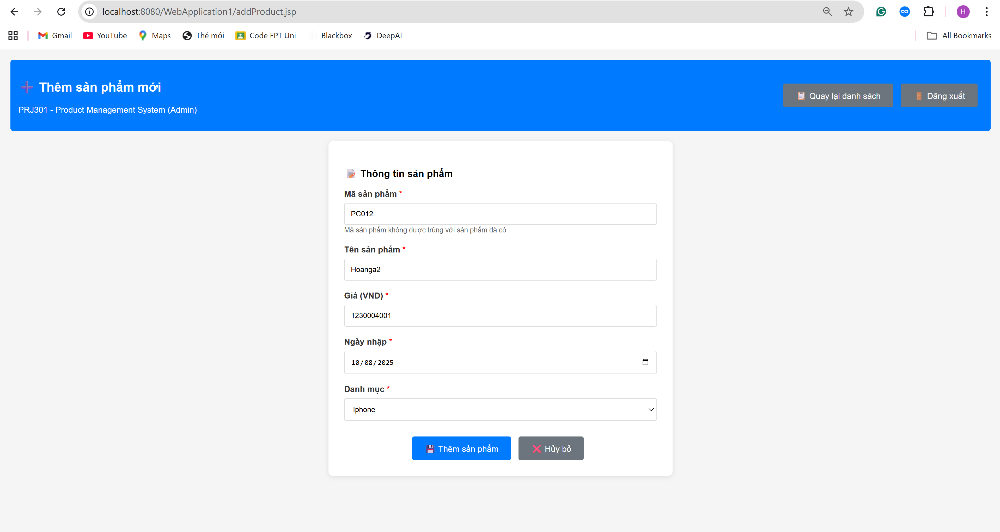 localhost:8080/WebApplication1/addProduct.jsp
H
Gmail
YouTube
Maps
Thẻ mới
Code FPT Uni
Blackbox
DeepAI
All Bookmarks
Thêm sản phẩm mới
PRJ301 - Product Management System (Admin)
Quay lại danh sách
Đăng xuất
Thông tin sản phẩm
Mã sản phẩm *
PC012
Mã sản phẩm không được trùng với sản phẩm đã có
Tên sản phẩm *
Hoanga2
Giá (VND) *
1230004001
Ngày nhập *
10/08/2025
Danh mục *
Iphone
Thêm sản phẩm
Hủy bỏ